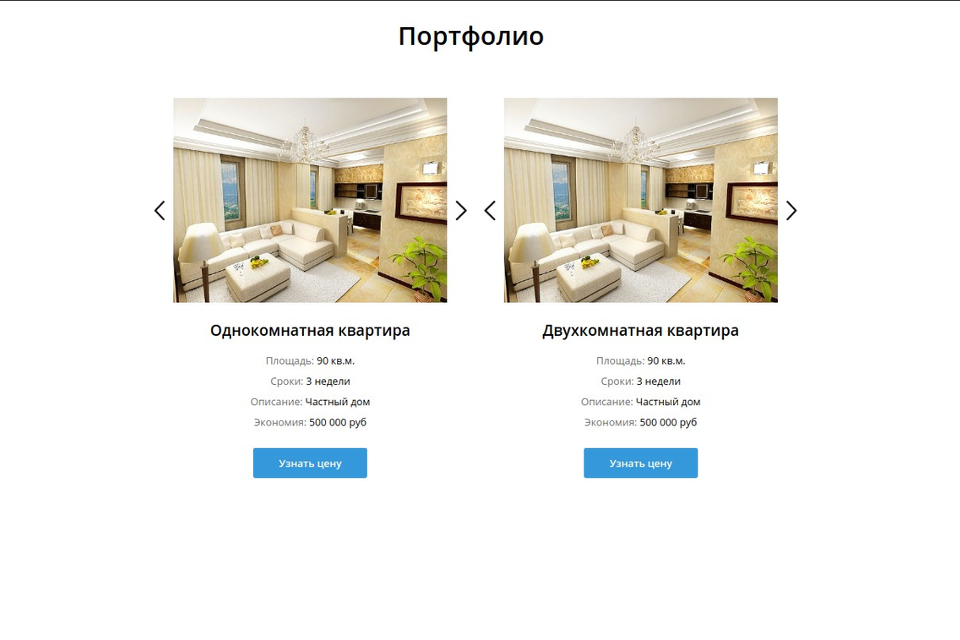 Портфолио
Однокомнатная квартира
Площадь: 90 кв.м.
Сроки: 3 недели
Описание: Частный дом
Экономия: 500 000 руб
Узнать цену
Двухкомнатная квартира
Площадь: 90 кв.м.
Сроки: 3 недели
Описание: Частный дом
Экономия: 500 000 руб
Узнать цену